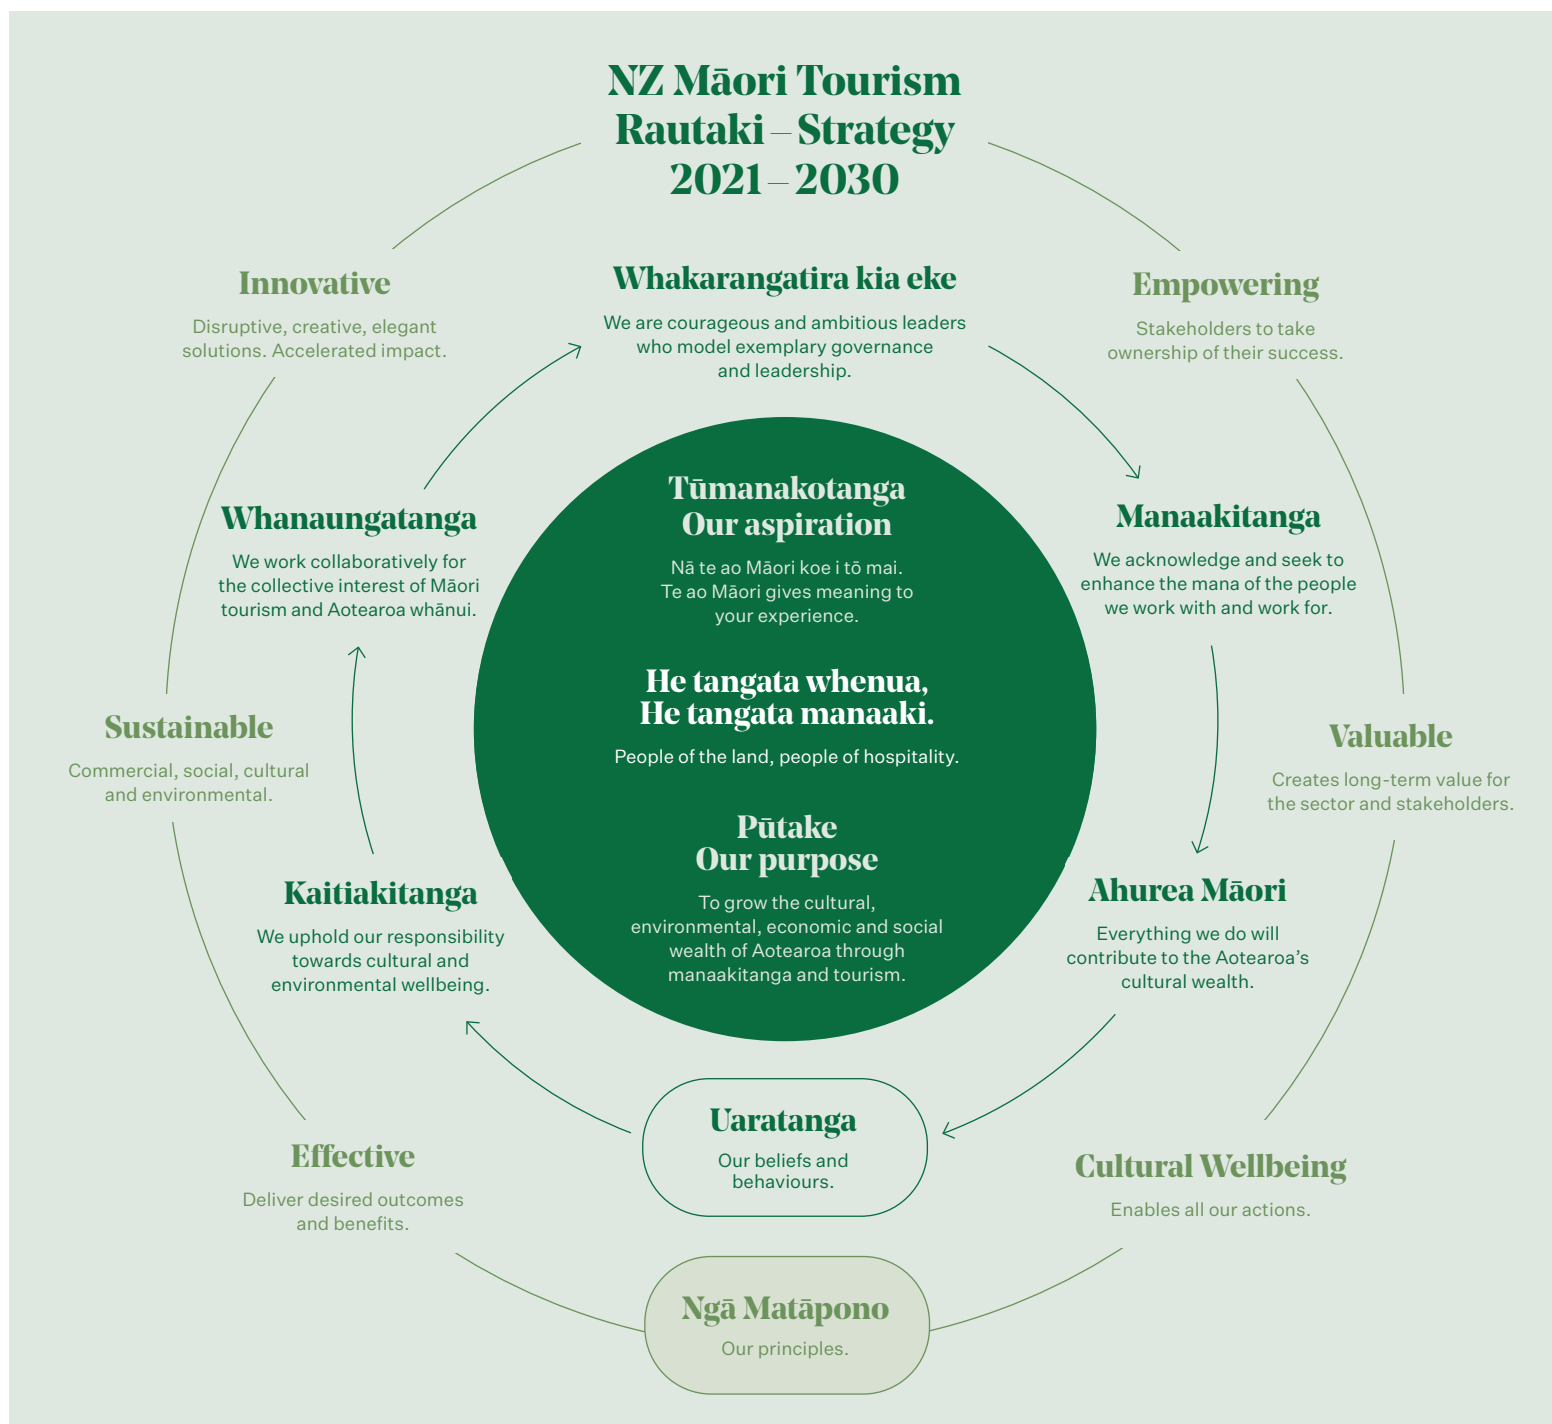 NZ Māori Tourism
Rautaki – Strategy
2021 – 2030
Innovative
Disruptive, creative, elegant
solutions. Accelerated impact.
Whakarangatira kia eke
We are courageous and ambitious leaders
who model exemplary governance
and leadership.
Empowering
Stakeholders to take
ownership of their success.
Whanaungatanga
We work collaboratively for
the collective interest of Māori
tourism and Aotearoa whānui.
Tūmanakotanga
Our aspiration
Nā te ao Māori koe i tō mai.
Te ao Māori gives meaning to
your experience.
Manaakitanga
We acknowledge and seek to
enhance the mana of the people
we work with and work for.
He tangata whenua,
He tangata manaaki.
People of the land, people of hospitality.
Sustainable
Commercial, social, cultural
and environmental.
Valuable
Creates long-term value for
the sector and stakeholders.
Pūtake
Our purpose
To grow the cultural,
environmental, economic and social
wealth of Aotearoa through
manaakitanga and tourism.
Kaitiakitanga
We uphold our responsibility
towards cultural and
environmental wellbeing.
Ahurea Māori
Everything we do will
contribute to the Aotearoa’s
cultural wealth.
Uaratanga
Our beliefs and
behaviours.
Effective
Deliver desired outcomes
and benefits.
Cultural Wellbeing
Enables all our actions.
Ngā Matāpono
Our principles.